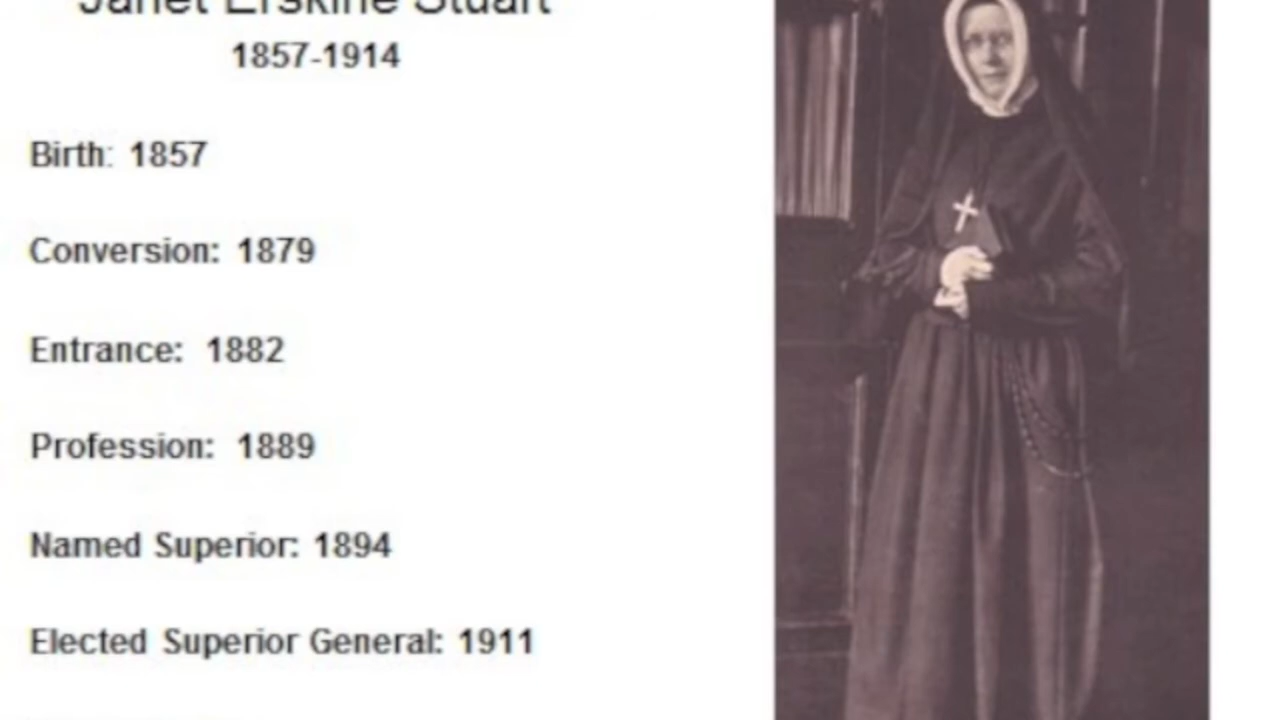 Janet Erskine Stuart
1857-1914
Birth: 1857
Conversion: 1879
Entrance: 1882
Profession: 1889
Named Superior: 1894
Elected Superior General: 1911